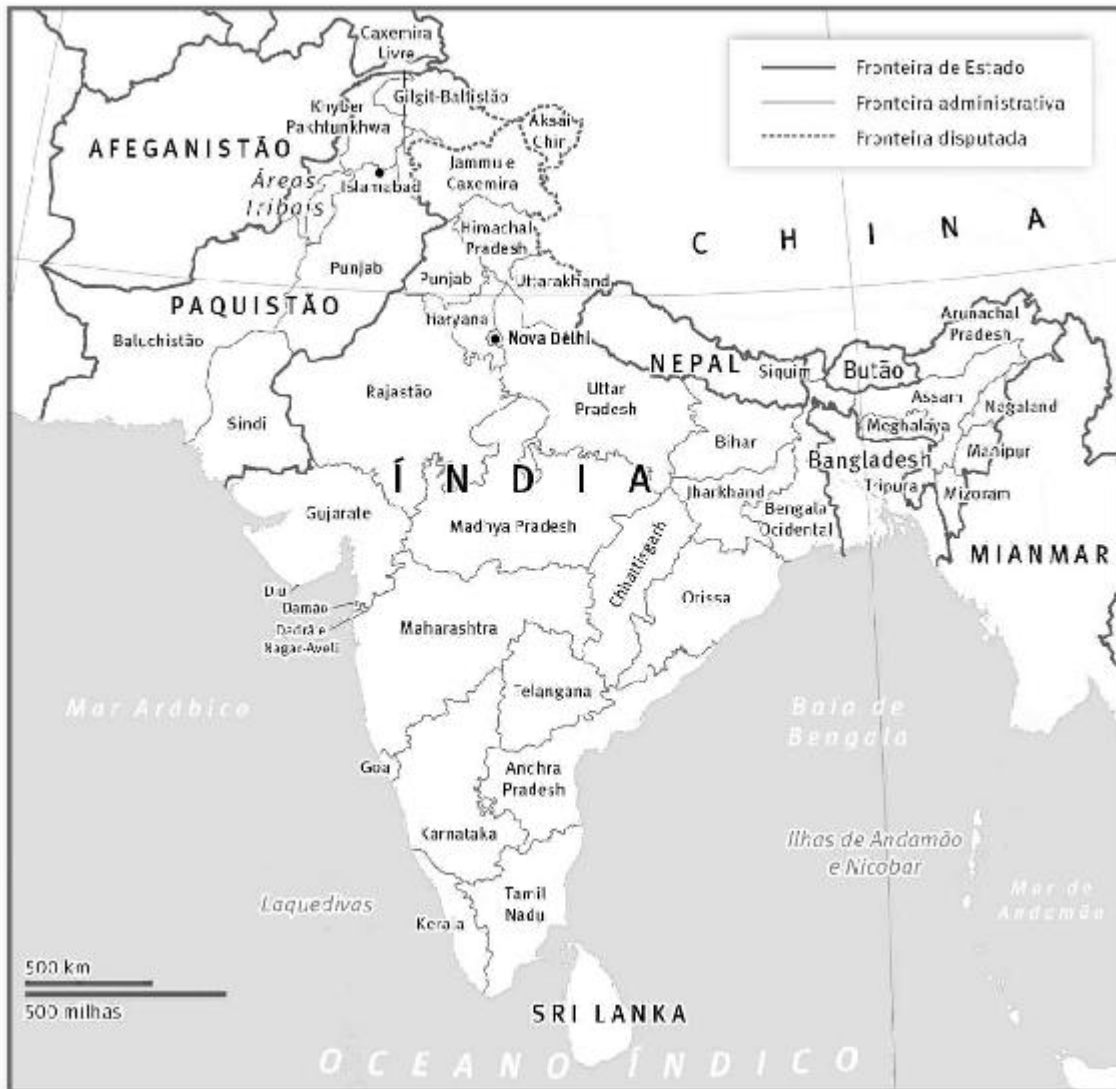 Caxemira
Livre
Gilgit-Baltistão
Khyber
Pakhtunkhwa
Fronteira de Estado
Fronteira administrativa
Fronteira disputada
Aksai
Chin
AFEGANISTÃO
Áreas
Tribais
Islamabad
Jammu e
Caxemira
Himachal
Pradesh
CHINA
Punjab
Punjab
Uttarakhand
PAQUISTÃO
Haryana
Baluchistão
Nova Délhi
Arunachal
Pradesh
NEPAL
Siquim
Butão
Rajastão
Uttar
Pradesh
Assam
Nagaland
Sindi
Bihar
Meghalaya
Manipur
Bangladesh
ÍNDIA
Jharkhand
Tripura
Mizoram
Gujarate
Madhya Pradesh
Bengala
Ocidental
MIANMAR
Chhattisgarh
Diu
Damão
Dadrá e
Nagar-Aveli
Maharashtra
Orissa
Telangana
Mar Arábico
Baía de
Bengala
Goa
Andhra
Pradesh
Karnataka
Ilhas de Andamão
e Nicobar
Laquedivas
Kerala
Tamil
Nadu
Mar de
Andamão
500 km
500 milhas
SRI LANKA
OCEANO ÍNDICO